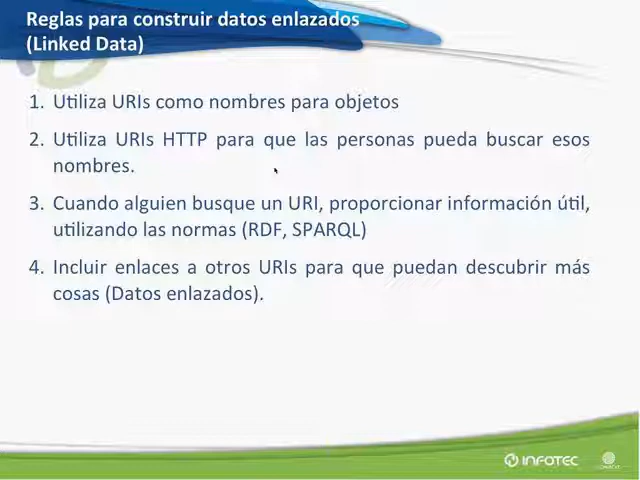 Reglas para construir datos enlazados
(Linked Data)
1. Utiliza URIs como nombres para objetos
2. Utiliza URIs HTTP para que las personas pueda buscar esos
nombres.
3. Cuando alguien busque un URI, proporcionar información útil,
utilizando las normas (RDF, SPARQL)
4. Incluir enlaces a otros URIs para que puedan descubrir más
cosas (Datos enlazados).
INFOTEC